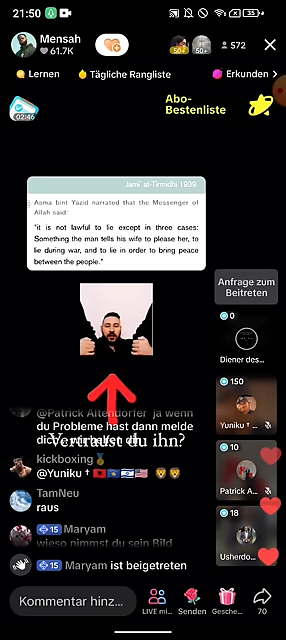 21:50
35%
Mensah
61.7K
50+
50+
572
Lernen
Tägliche Rangliste
Erkunden
02:46
Abo-
Bestenliste
Jami` at-Tirmidhi 1939
Asma bint Yazid narrated that the Messenger of
Allah said:
"it is not lawful to lie except in three cases:
Something the man tells his wife to please her, to
lie during war, and to lie in order to bring peace
between the people."
Anfrage zum
Beitreten
0
Diener des...
150
Yuniku †
10
Patrick A...
18
Usherdo...
@Patrick Altendorfer ja wenn
du Probleme hast dann melde
Vertraust du ihn?
kickboxing
@Yuniku †
TamNeu
raus
15 Maryam
wieso nimmst du sein Bild
15 Maryam ist beigetreten
Kommentar hinz...
LIVE mi...
Senden
Gesche...
70